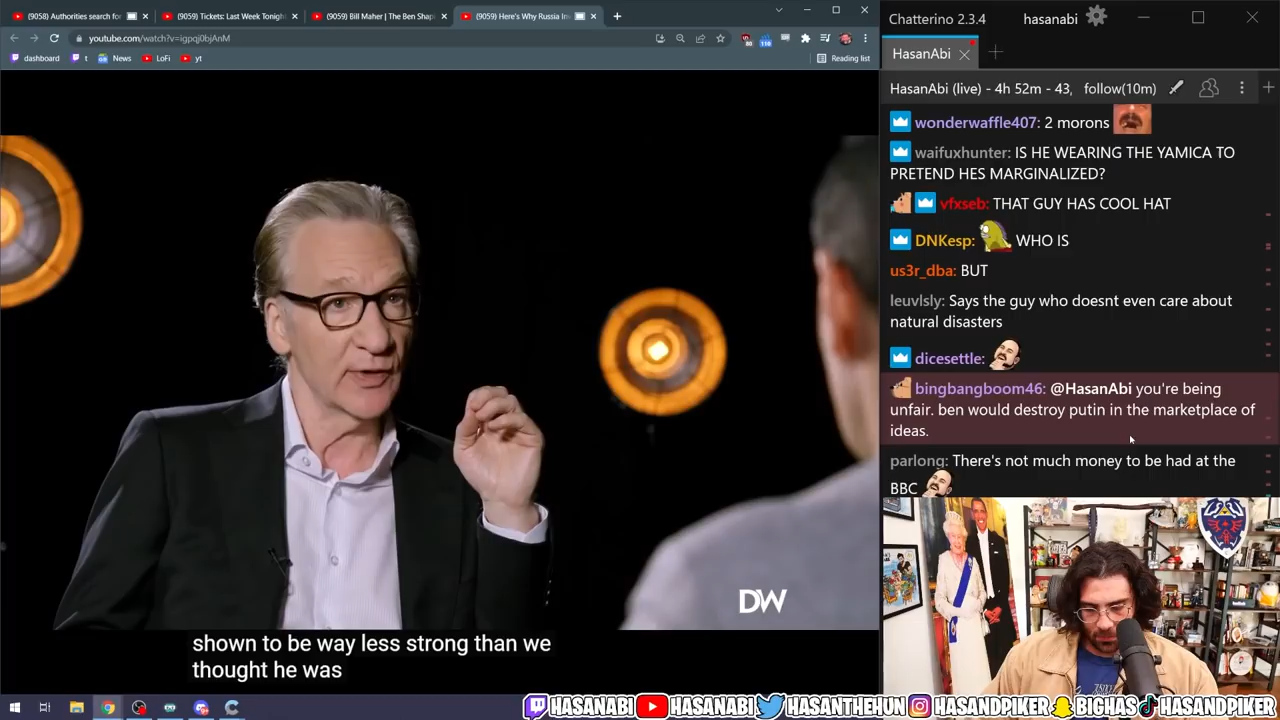 (9058) Authorities search for
(9059) Tickets: Last Week Tonigh
(9059) Bill Maher | The Ben Shap
(9059) Here's Why Russia In
youtube.com/watch?v=igpqj0bjAnM
dashboard
t
News
LoFi
yt
Reading list
DW
shown to be way less strong than we
thought he was
Chatterino 2.3.4
hasanabi
HasanAbi
HasanAbi (live) - 4h 52m - 43,
follow(10m)
wonderwaffle407: 2 morons
waifuxhunter: IS HE WEARING THE YAMICA TO
PRETEND HES MARGINALIZED?
vfxseb: THAT GUY HAS COOL HAT
DNKesp: WHO IS
us3r_dba: BUT
leuvlsly: Says the guy who doesnt even care about
natural disasters
dicesettle:
bingbangboom46: @HasanAbi you're being
unfair. ben would destroy putin in the marketplace of
ideas.
parlong: There's not much money to be had at the
BBC
HASANABI HASANABI HASANTHEHUN HASANDPIKER BIGHAS HASANDPIKER